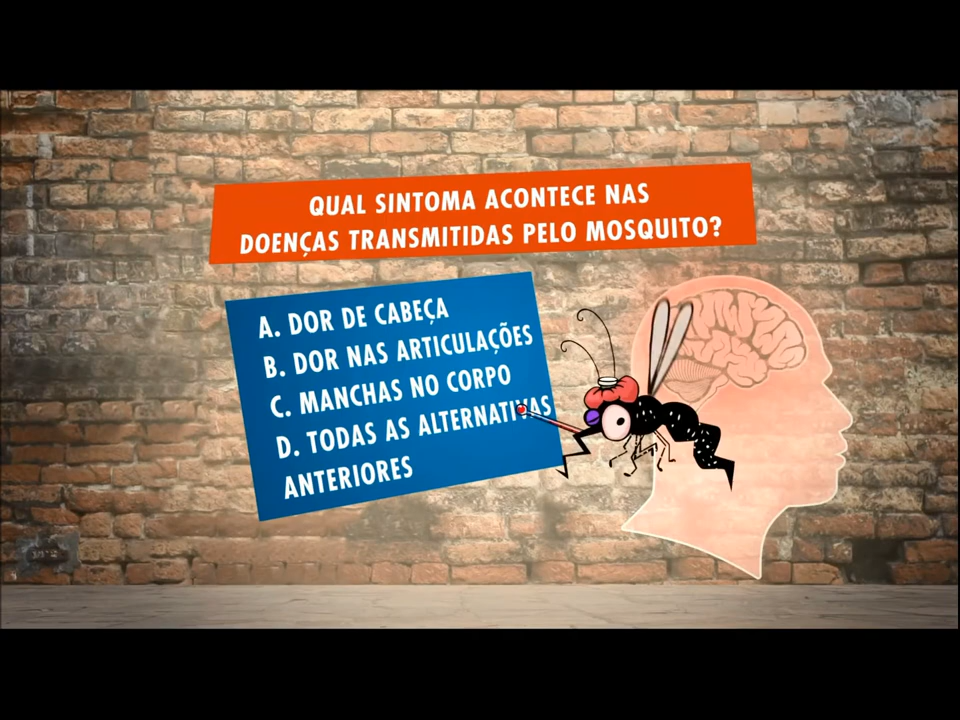 QUAL SINTOMA ACONTECE NAS
DOENÇAS TRANSMITIDAS PELO MOSQUITO?
A. DOR DE CABEÇA
B. DOR NAS ARTICULAÇÕES
C. MANCHAS NO CORPO
D. TODAS AS ALTERNATIVAS
ANTERIORES